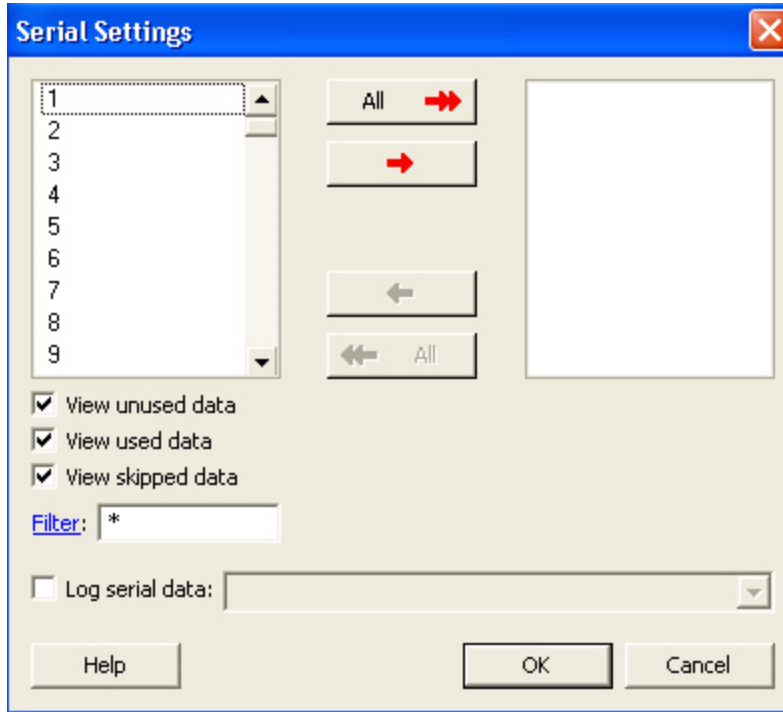 Serial Settings
1
2
3
4
5
6
7
8
9
All
All
View unused data
View used data
View skipped data
Filter: *
Log serial data:
Help OK Cancel